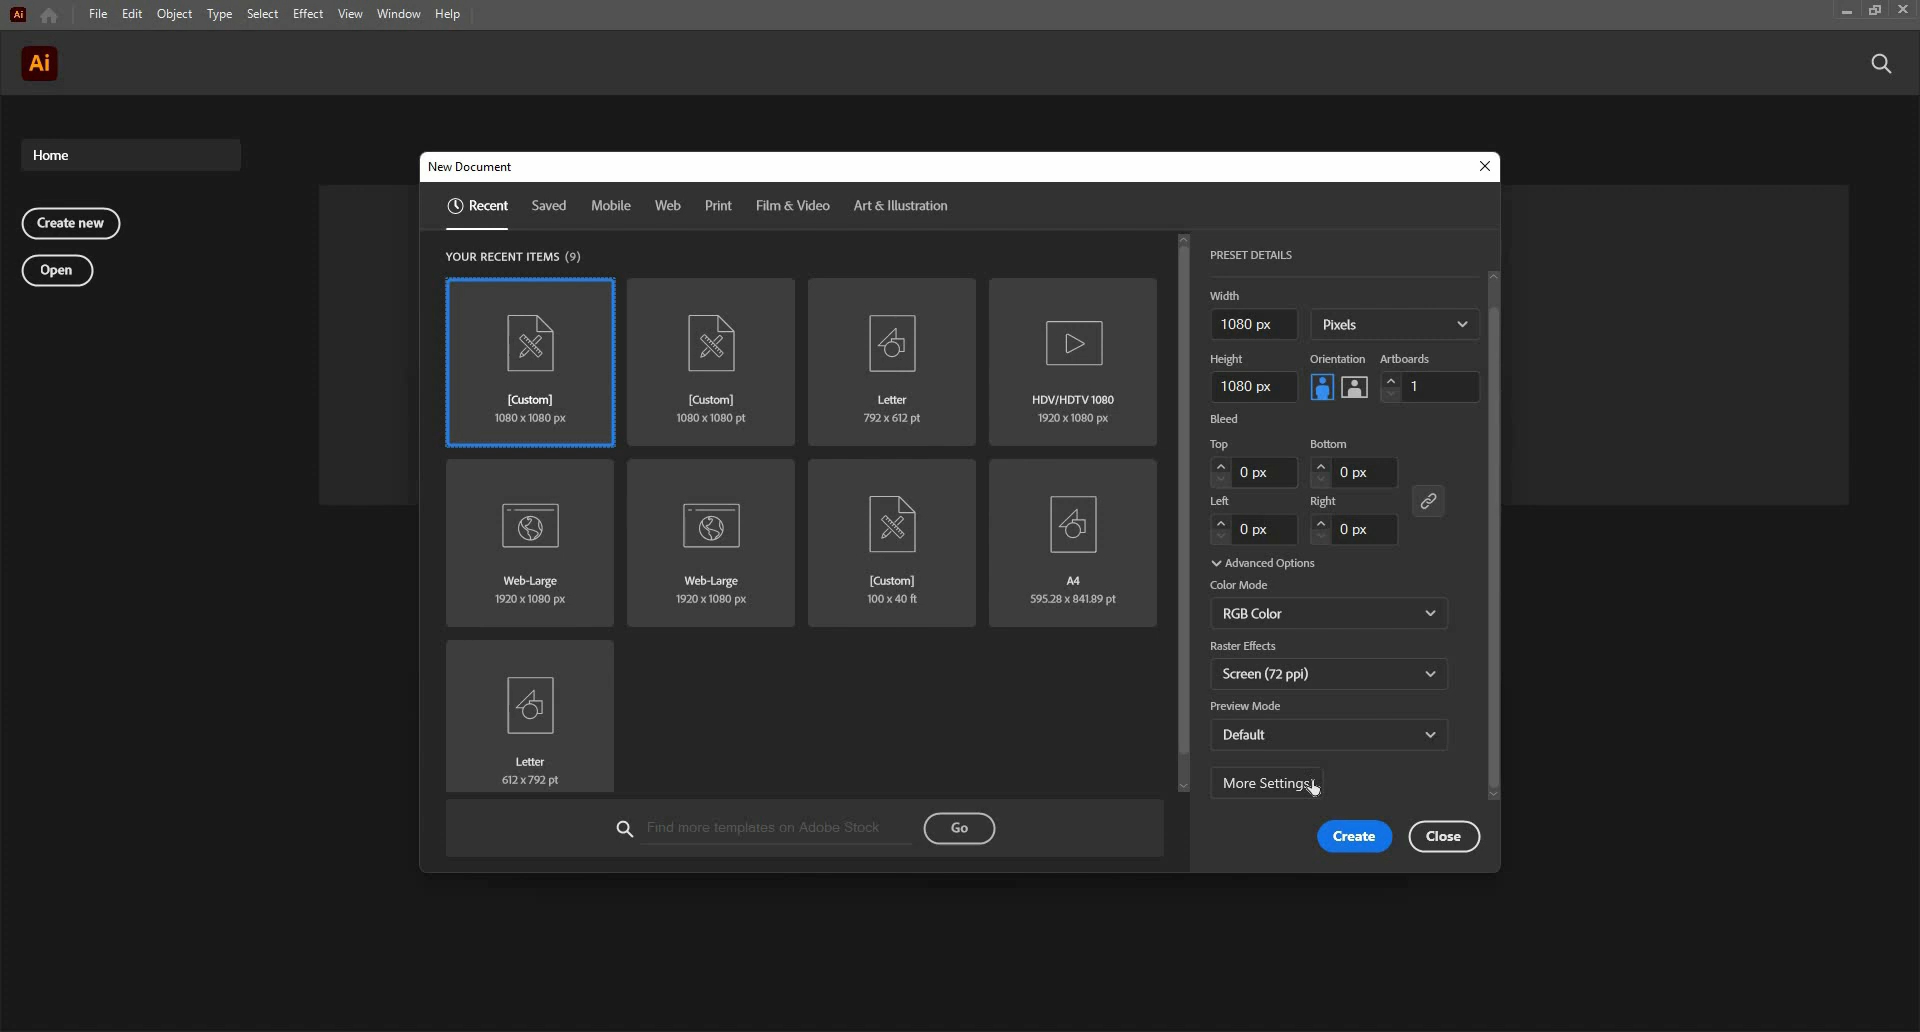 Ai File Edit Object Type Select Effect View Window Help
Ai
Home
Create new
Open
New Document
Recent Saved Mobile Web Print Film & Video Art & Illustration
YOUR RECENT ITEMS (9)
[Custom]
1080 x 1080 px
[Custom]
1080 x 1080 pt
Letter
792 x 612 pt
HDV/HDTV 1080
1920 x 1080 px
Web-Large
1920 x 1080 px
Web-Large
1920 x 1080 px
[Custom]
100 x 40 ft
A4
595.28 x 841.89 pt
Letter
612 x 792 pt
Find more templates on Adobe Stock Go
PRESET DETAILS
Width
1080 px Pixels
Height Orientation Artboards
1080 px 1
Bleed
Top Bottom
0 px 0 px
Left Right
0 px 0 px
Advanced Options
Color Mode
RGB Color
Raster Effects
Screen (72 ppi)
Preview Mode
Default
More Settings
Create Close